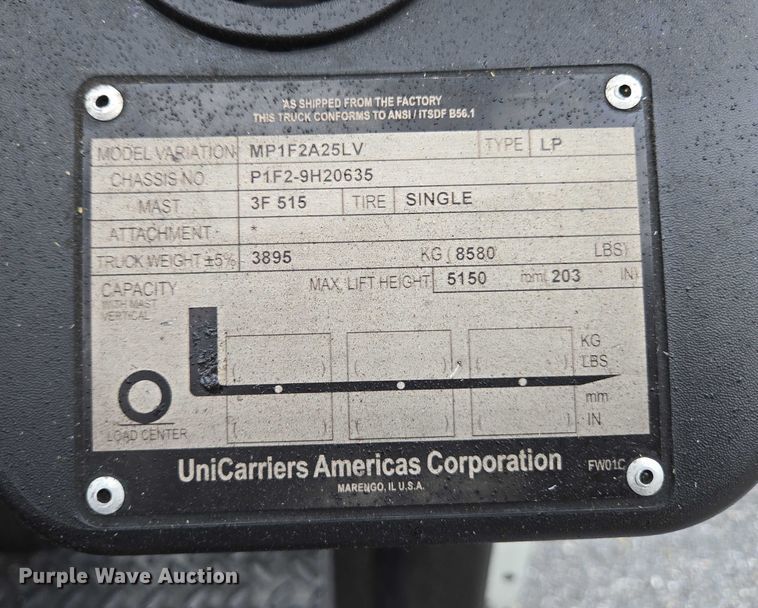 AS SHIPPED FROM THE FACTORY
THIS TRUCK CONFORMS TO ANSI / ITSDF B56.1
MODEL VARIATION MP1F2A25LV TYPE LP
CHASSIS NO. P1F2-9H20635
MAST 3F 515 TIRE SINGLE
ATTACHMENT *
TRUCK WEIGHT ±5% 3895 KG ( 8580 LBS)
CAPACITY MAX. LIFT HEIGHT 5150 mm( 203 IN)
WITH MAST
VERTICAL
KG
( ) ( ) ( ) LBS
mm
( ) ( ) ( ) IN
LOAD CENTER
UniCarriers Americas Corporation FW01C
MARENGO, IL U.S.A.
Purple Wave Auction